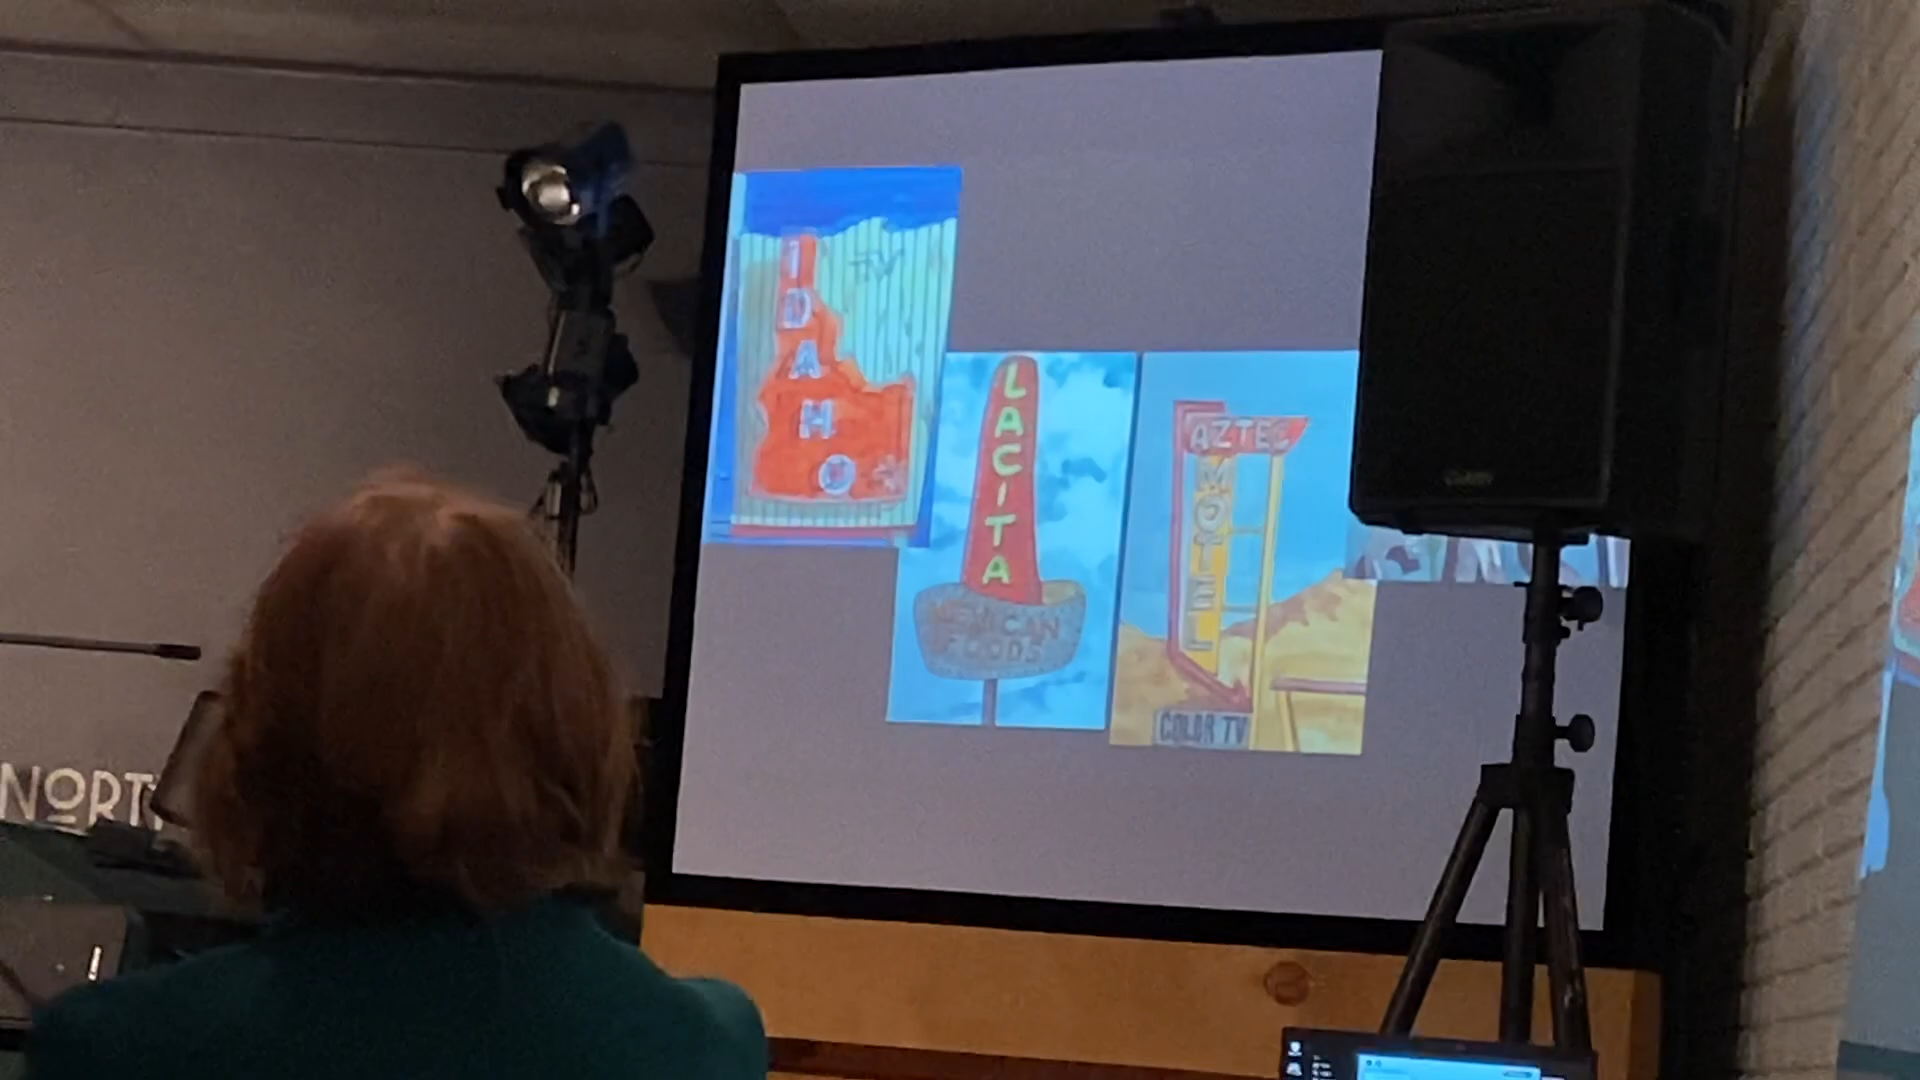 IDAHO
TV
LACITA
MEXICAN
FOODS
AZTEC
MOTEL
COLOR TV
NORT